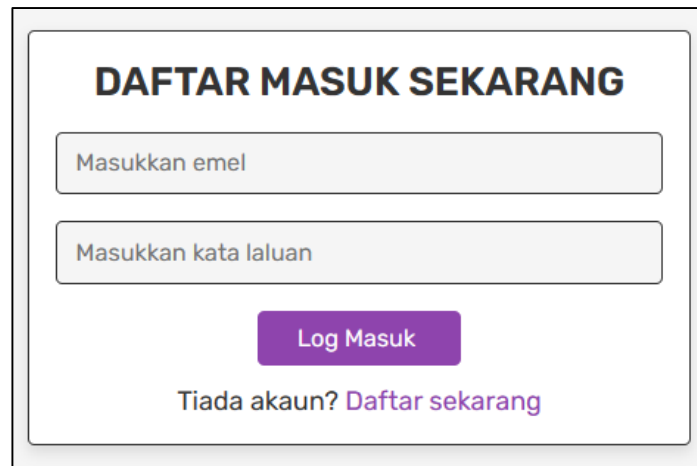 DAFTAR MASUK SEKARANG
Masukkan emel
Masukkan kata laluan
Log Masuk
Tiada akaun? Daftar sekarang